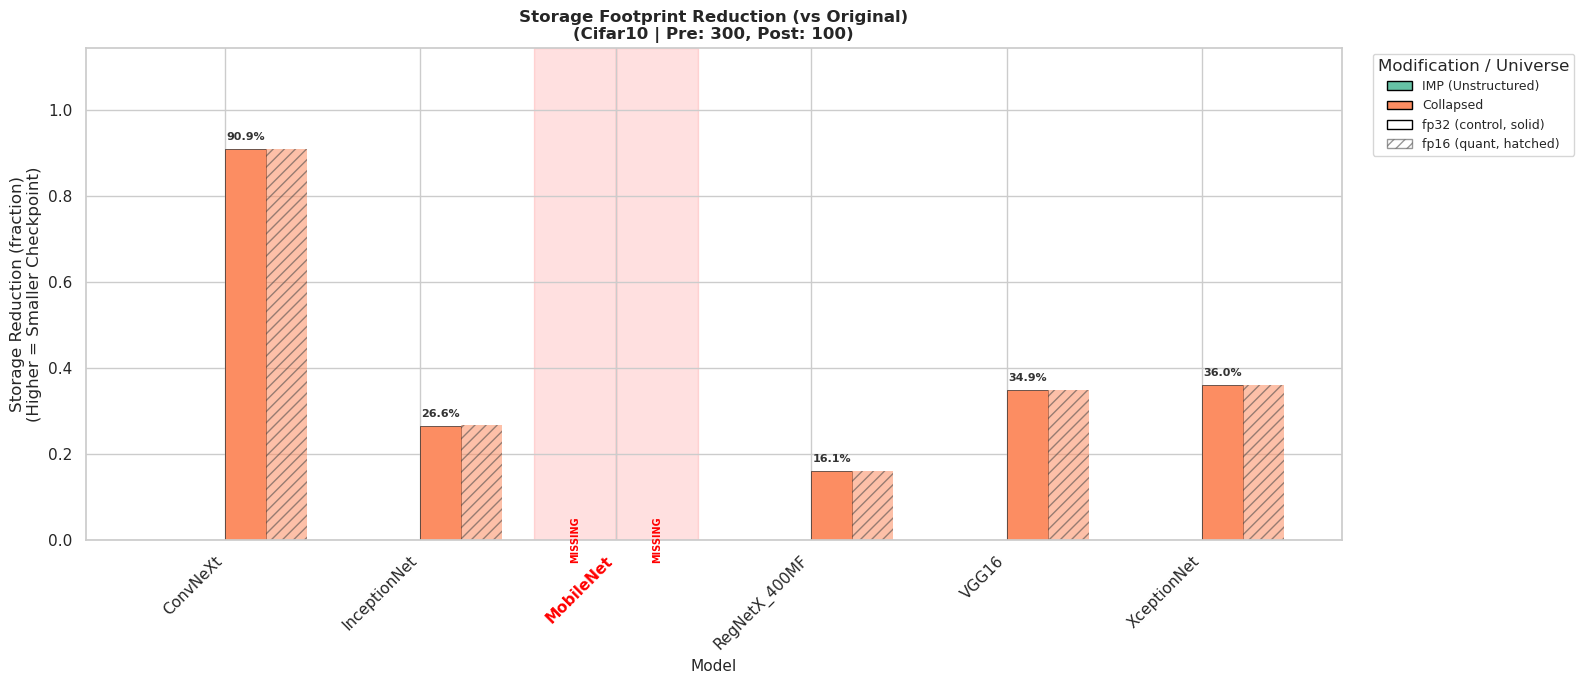 Storage Footprint Reduction (vs Original)
(Cifar10 | Pre: 300, Post: 100)
Storage Reduction (fraction)
(Higher = Smaller Checkpoint)
1.0
0.8
0.6
0.4
0.2
0.0
90.9%
26.6%
MISSING
MISSING
16.1%
34.9%
36.0%
ConvNeXt
InceptionNet
MobileNet
RegNetX_400MF
VGG16
XceptionNet
Model
Modification / Universe
IMP (Unstructured)
Collapsed
fp32 (control, solid)
fp16 (quant, hatched)